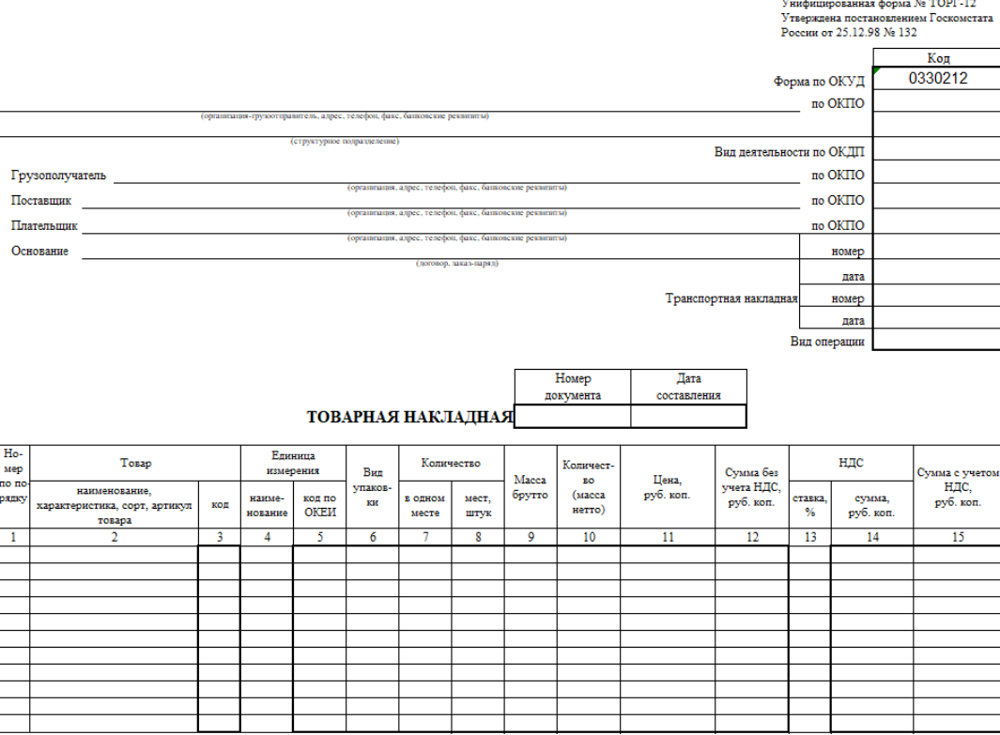 Унифицированная форма № ТОРГ-12
Утверждена постановлением Госкомстата
России от 25.12.98 № 132
Код
Форма по ОКУД 0330212
по ОКПО
(организация-грузоотправитель, адрес, телефон, факс, банковские реквизиты)
(структурное подразделение)
Вид деятельности по ОКДП
Грузополучатель по ОКПО
(организация, адрес, телефон, факс, банковские реквизиты)
Поставщик по ОКПО
(организация, адрес, телефон, факс, банковские реквизиты)
Плательщик по ОКПО
(организация, адрес, телефон, факс, банковские реквизиты)
Основание номер
(договор, заказ-наряд)
дата
Транспортная накладная номер
дата
Вид операции
Номер документа Дата составления
ТОВАРНАЯ НАКЛАДНАЯ
Но-
мер
по по-
рядку
Товар
наименование,
характеристика, сорт, артикул
товара
код
Единица
измерения
наиме-
нование
код по
ОКЕИ
Вид
упаков-
ки
Количество
в одном
месте
мест,
штук
Масса
брутто
Количест-
во
(масса
нетто)
Цена,
руб. коп.
Сумма без
учета НДС,
руб. коп.
НДС
ставка,
%
сумма,
руб. коп.
Сумма с учетом
НДС,
руб. коп.
1 2 3 4 5 6 7 8 9 10 11 12 13 14 15